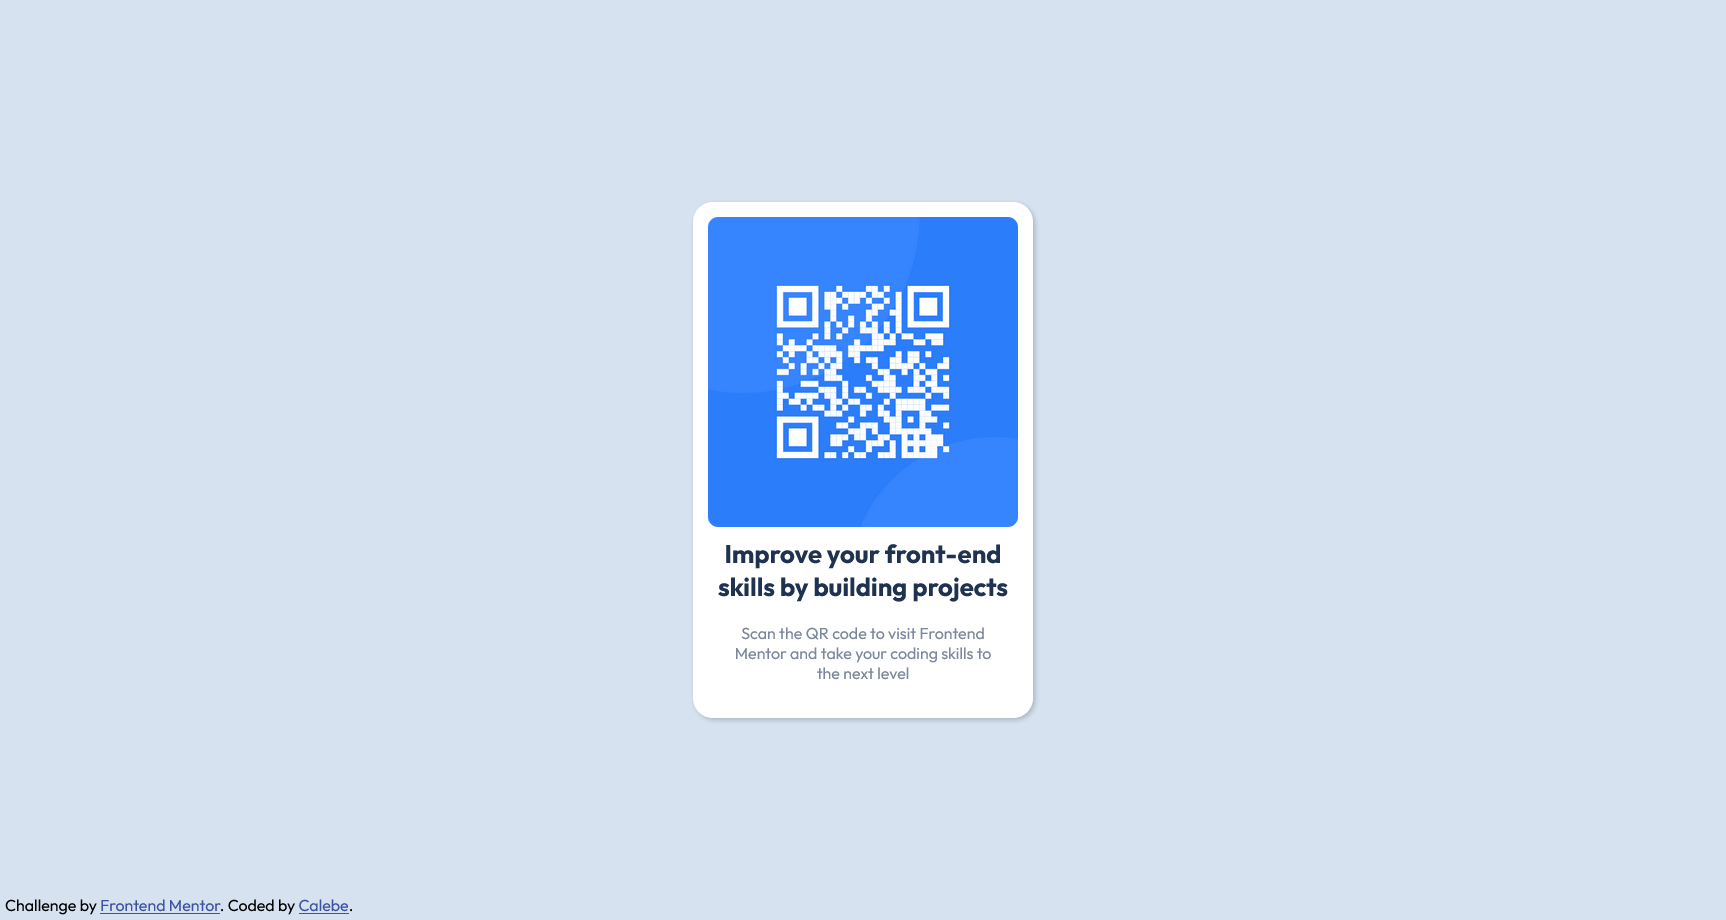 Improve your front-end
skills by building projects
Scan the QR code to visit Frontend
Mentor and take your coding skills to
the next level
Challenge by Frontend Mentor. Coded by Calebe.